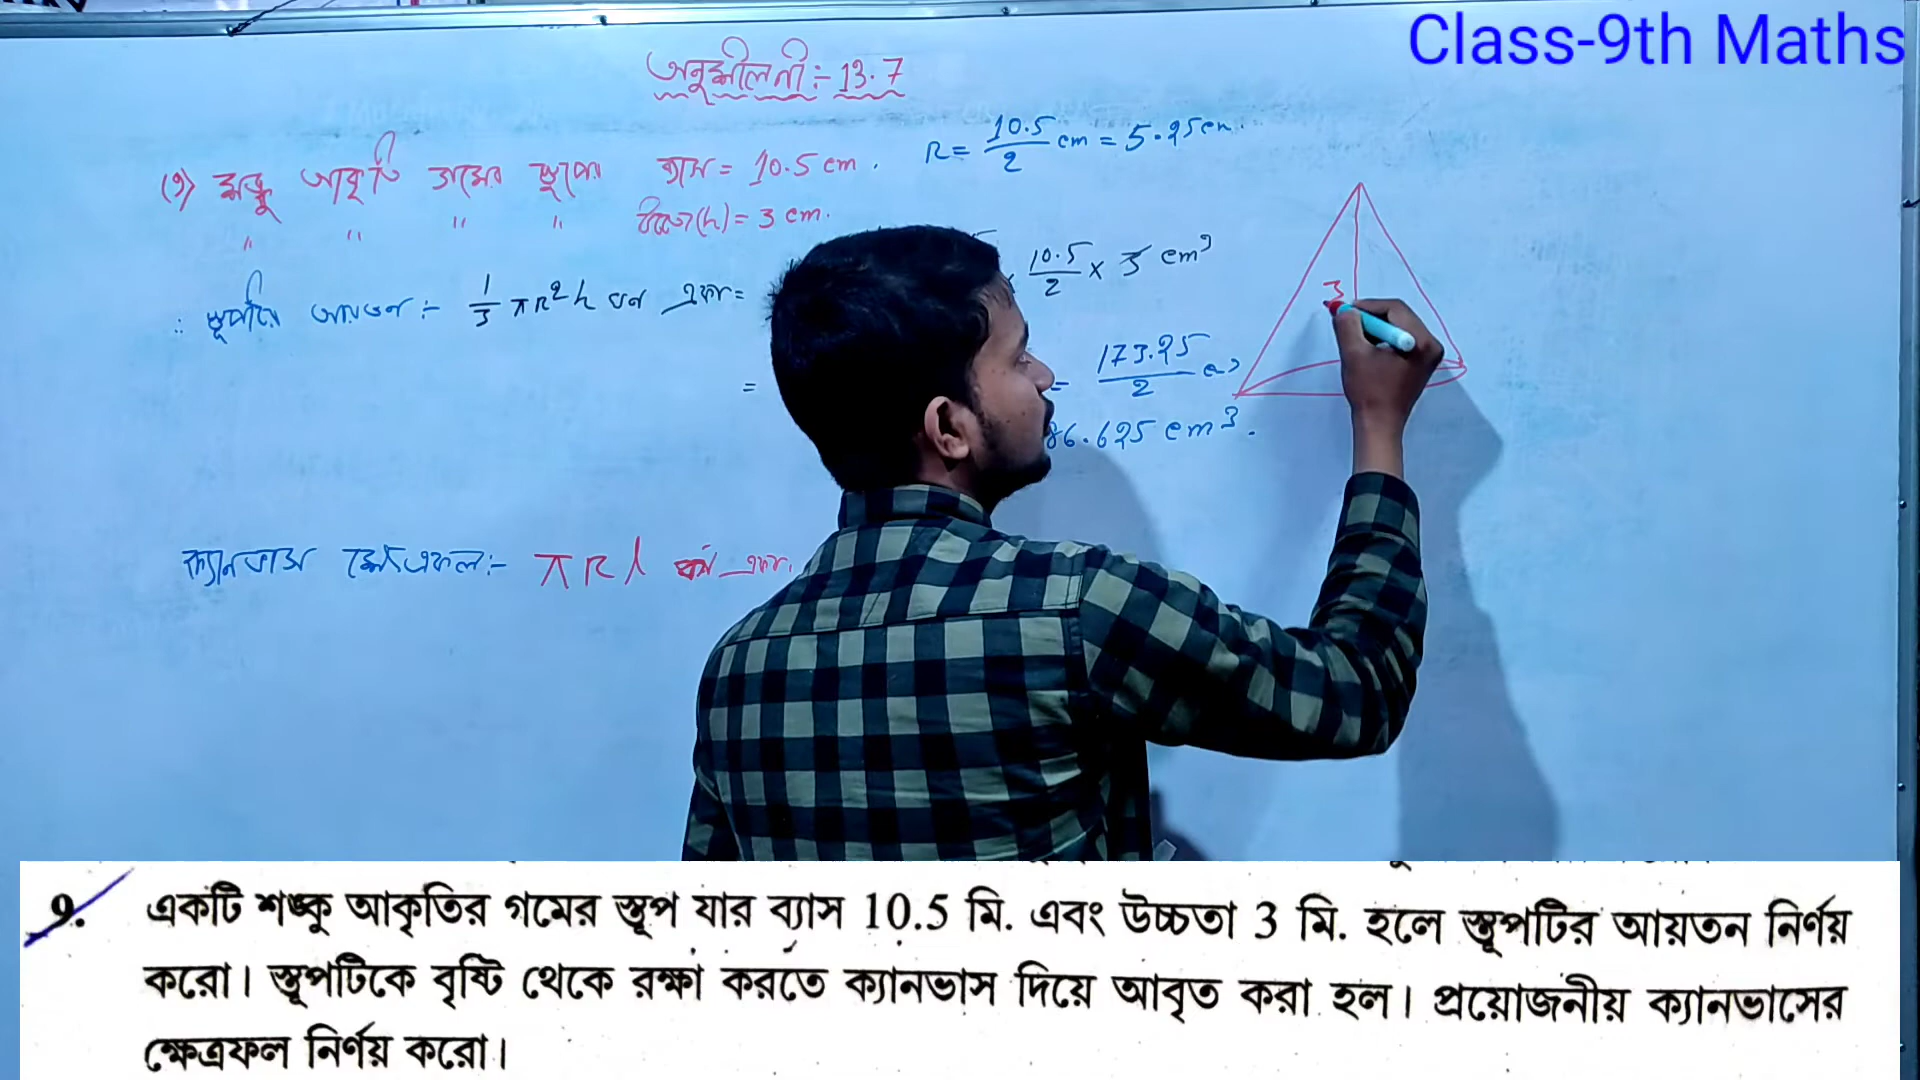 Class-9th Maths
অনুশীলনী :- 13.7
(9) শঙ্কু আকৃতি গমের স্তূপের ব্যাস = 10.5 cm. R = 10.5/2 cm = 5.25 cm.
" " " " (h) = 3 cm.
∴ স্তূপটির আয়তন :- 1/3 πR²h ঘন একক = 10.5/2 × 3 cm³
= = 173.25/2
86.625 cm³.
3
ক্যানভাস ক্ষেত্রফল :- πRl বর্গ একক.
9. একটি শঙ্কু আকৃতির গমের স্তূপ যার ব্যাস 10.5 মি. এবং উচ্চতা 3 মি. হলে স্তূপটির আয়তন নির্ণয়
করো। স্তূপটিকে বৃষ্টি থেকে রক্ষা করতে ক্যানভাস দিয়ে আবৃত করা হল। প্রয়োজনীয় ক্যানভাসের
ক্ষেত্রফল নির্ণয় করো।